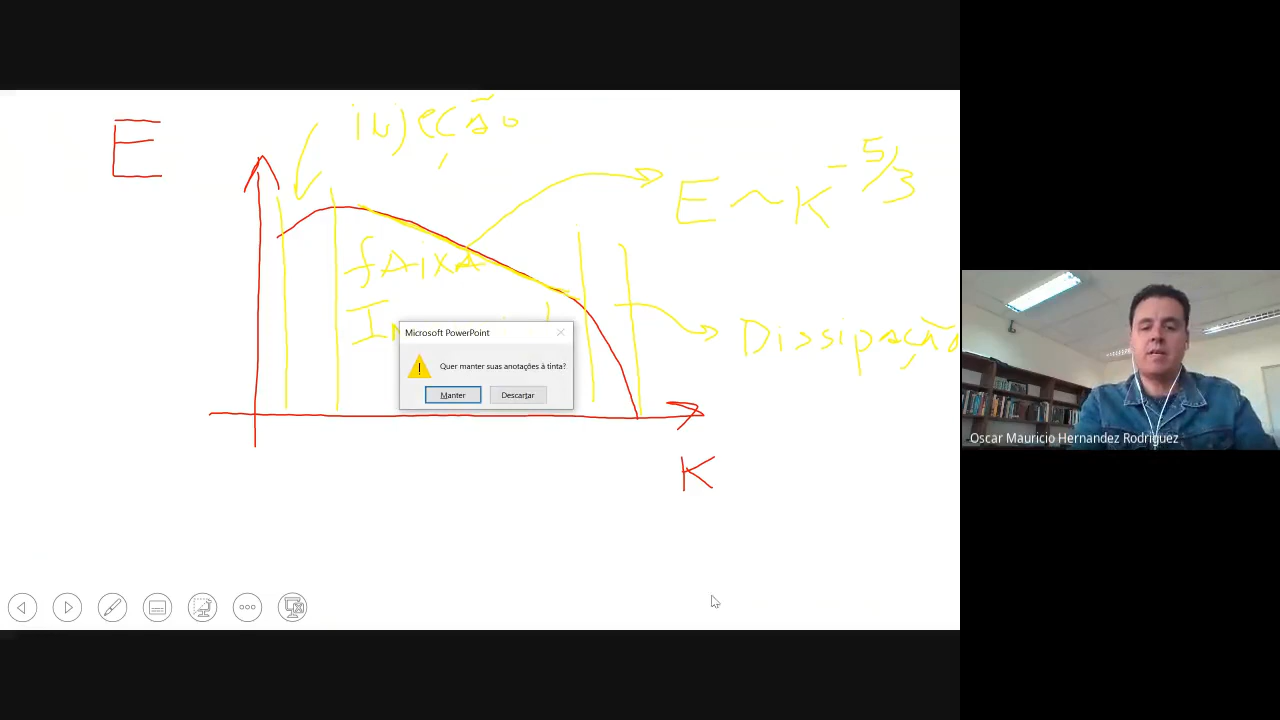 injeção
E
E ~ K^-5/3
faixa
Dissipação
Microsoft PowerPoint
Quer manter suas anotações à tinta?
Manter
Descartar
Oscar Mauricio Hernandez Rodriguez
K